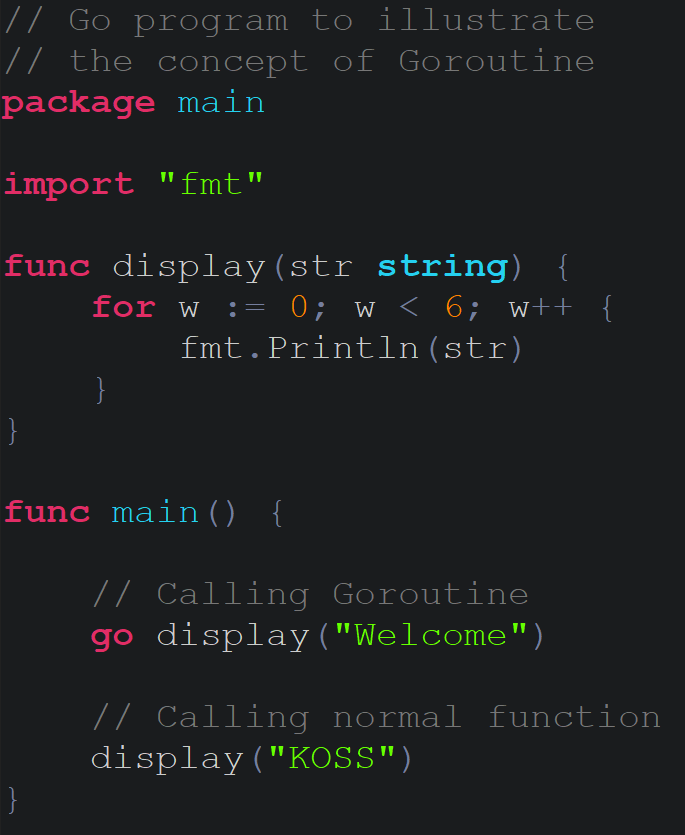 // Go program to illustrate
// the concept of Goroutine
package main
import "fmt"
func display(str string) {
    for w := 0; w < 6; w++ {
        fmt.Println(str)
    }
}
func main() {
    // Calling Goroutine
    go display("Welcome")
    // Calling normal function
    display("KOSS")
}